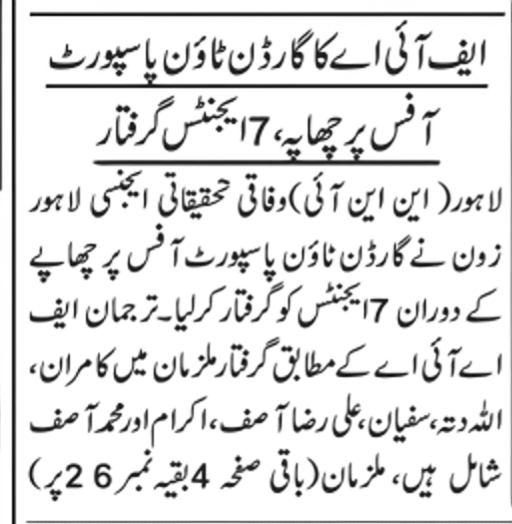 ایف آئی اے کا گارڈن ٹاؤن پاسپورٹ
آفس پر چھاپہ، 7 ایجنٹس گرفتار
لاہور( این این آئی) وفاقی تحقیقاتی ایجنسی لاہور
زون نے گارڈن ٹاؤن پاسپورٹ آفس پر چھاپے
کے دوران 7 ایجنٹس کو گرفتار کرلیا۔ ترجمان ایف
اے آئی اے کے مطابق گرفتار ملزمان میں کامران،
اللہ دتہ، سفیان، علی رضا آصف، اکرام اور محمد آصف
شامل ہیں، ملزمان (باقی صفحہ 4 بقیہ نمبر 26 پر)